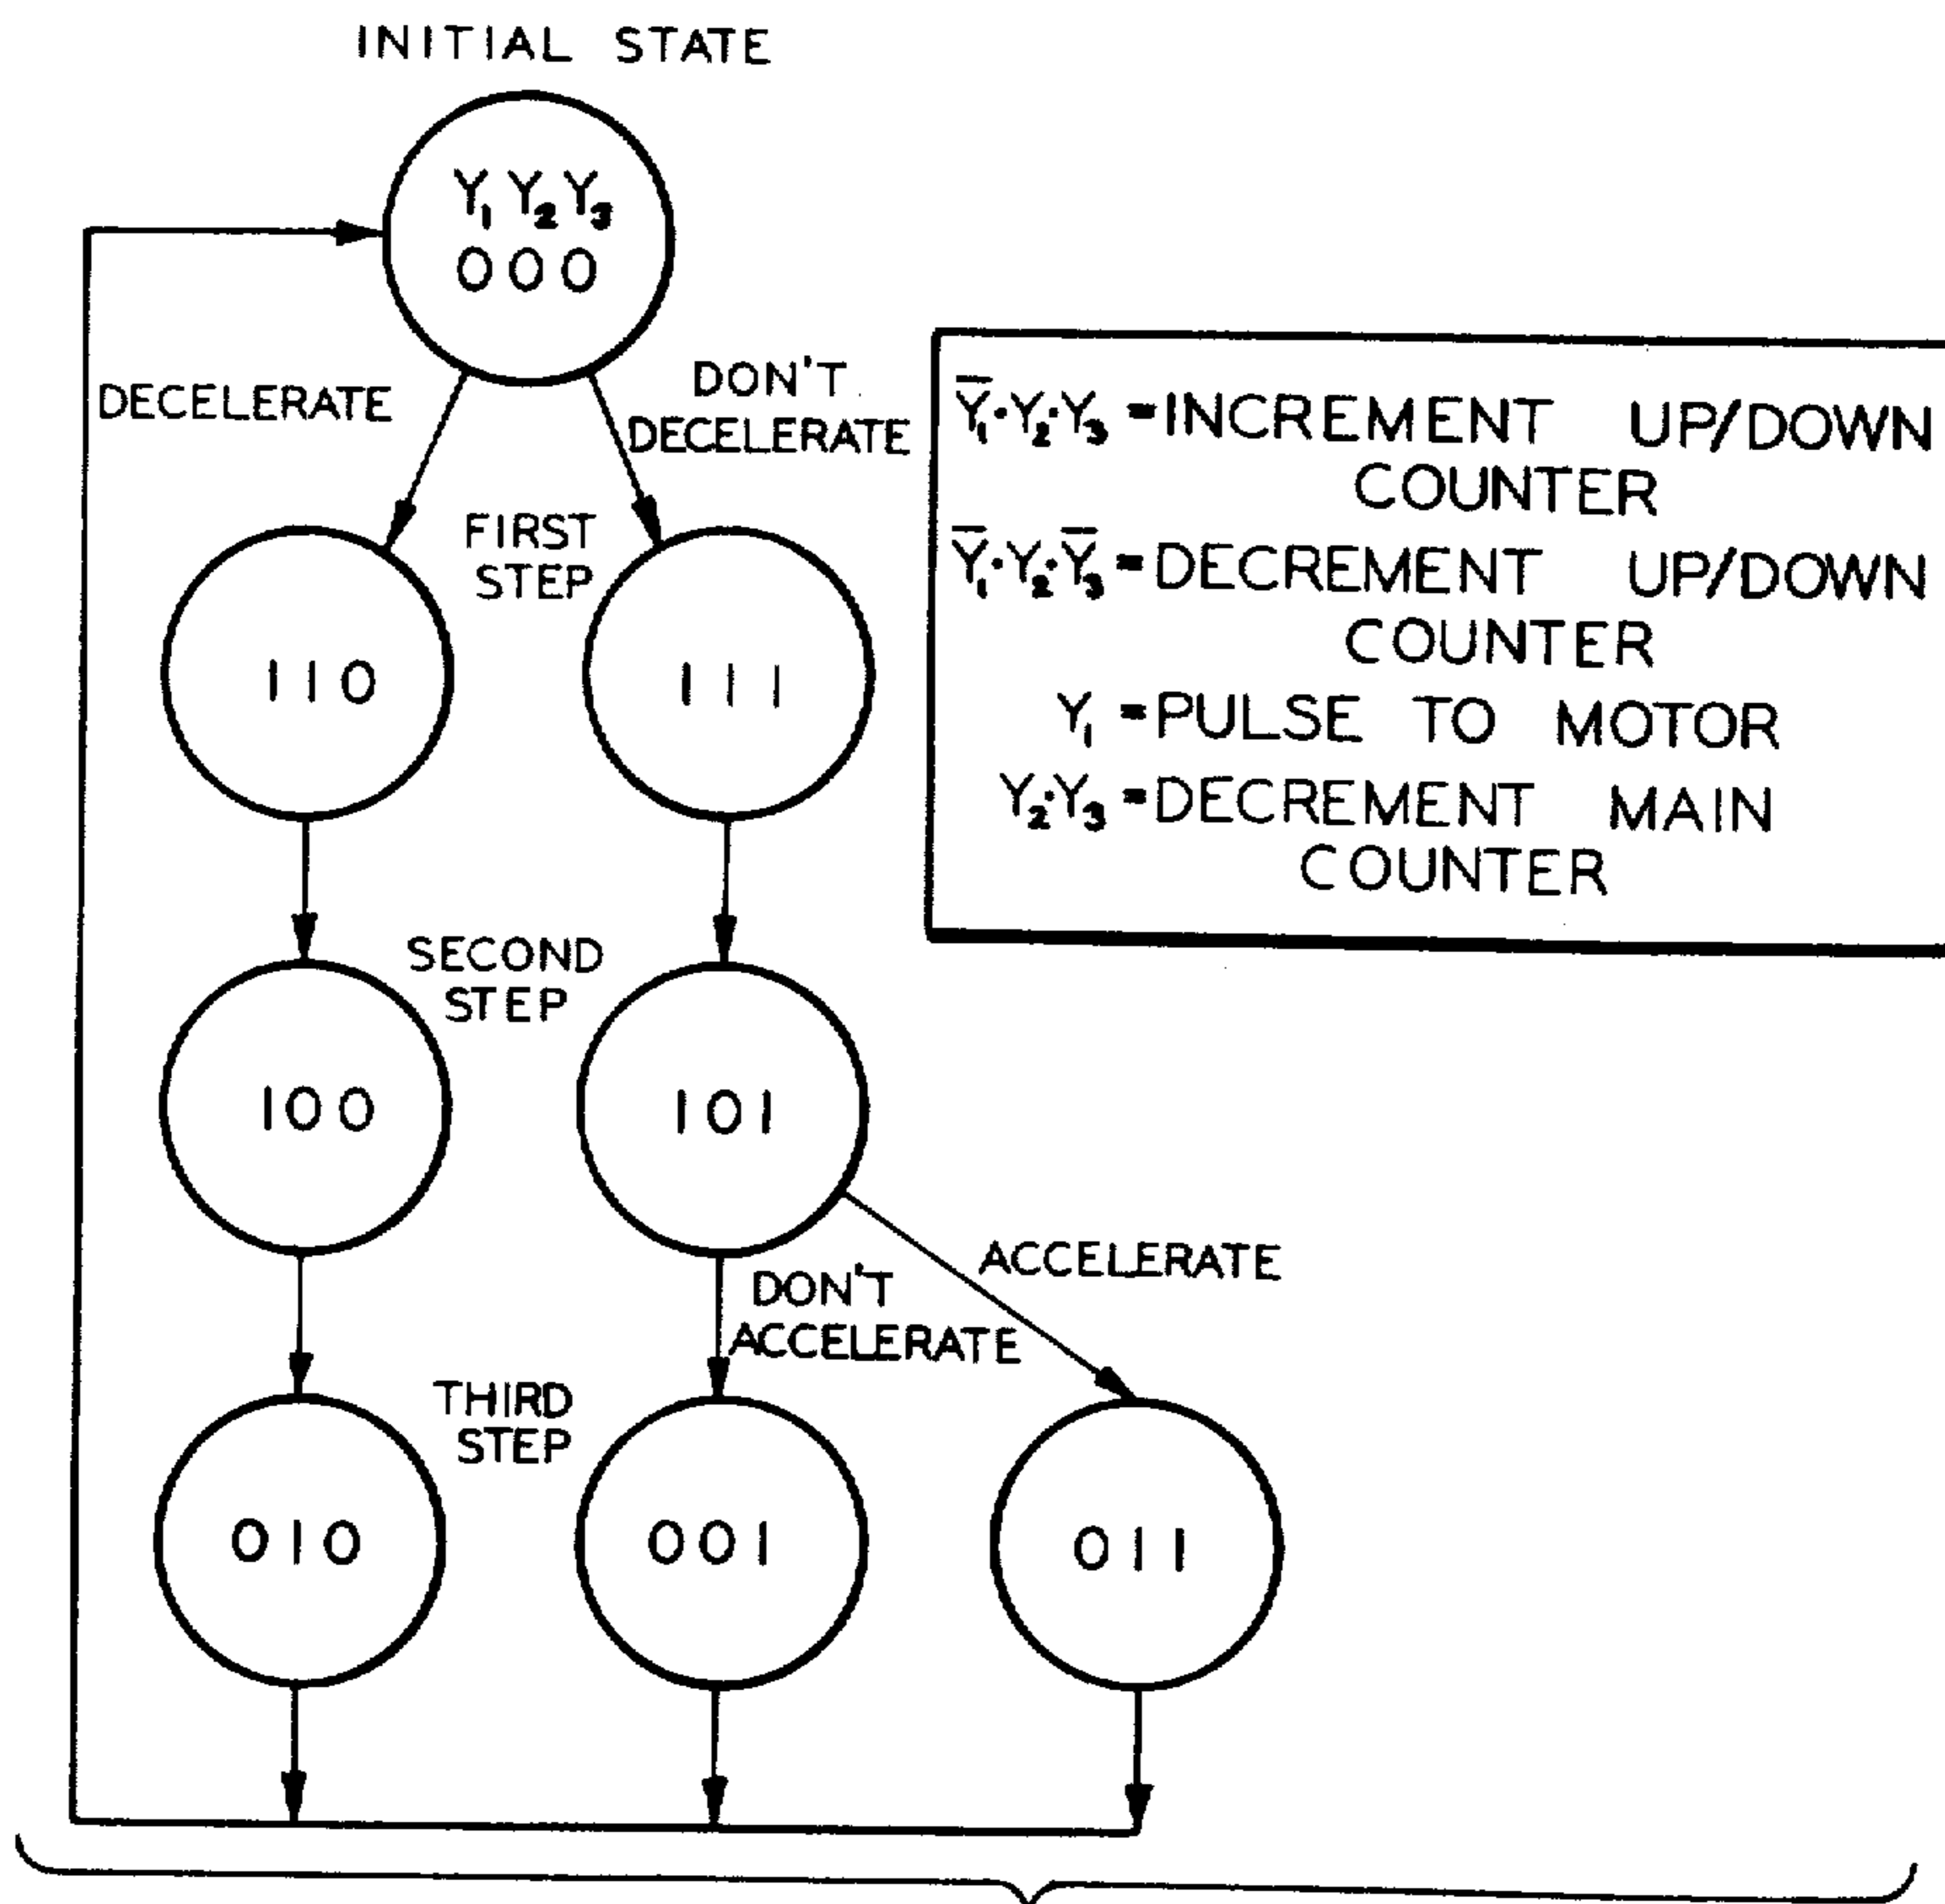 INITIAL STATE
Y₁ Y₂ Y₃
000
DECELERATE
DON'T
DECELERATE
FIRST
STEP
110
111
SECOND
STEP
100
101
ACCELERATE
DON'T
ACCELERATE
THIRD
STEP
010
001
011
Y̅₁·Y₂·Y₃ = INCREMENT UP/DOWN
COUNTER
Y̅₁·Y₂·Y̅₃ = DECREMENT UP/DOWN
COUNTER
Y₁ = PULSE TO MOTOR
Y₂·Y₃ = DECREMENT MAIN
COUNTER